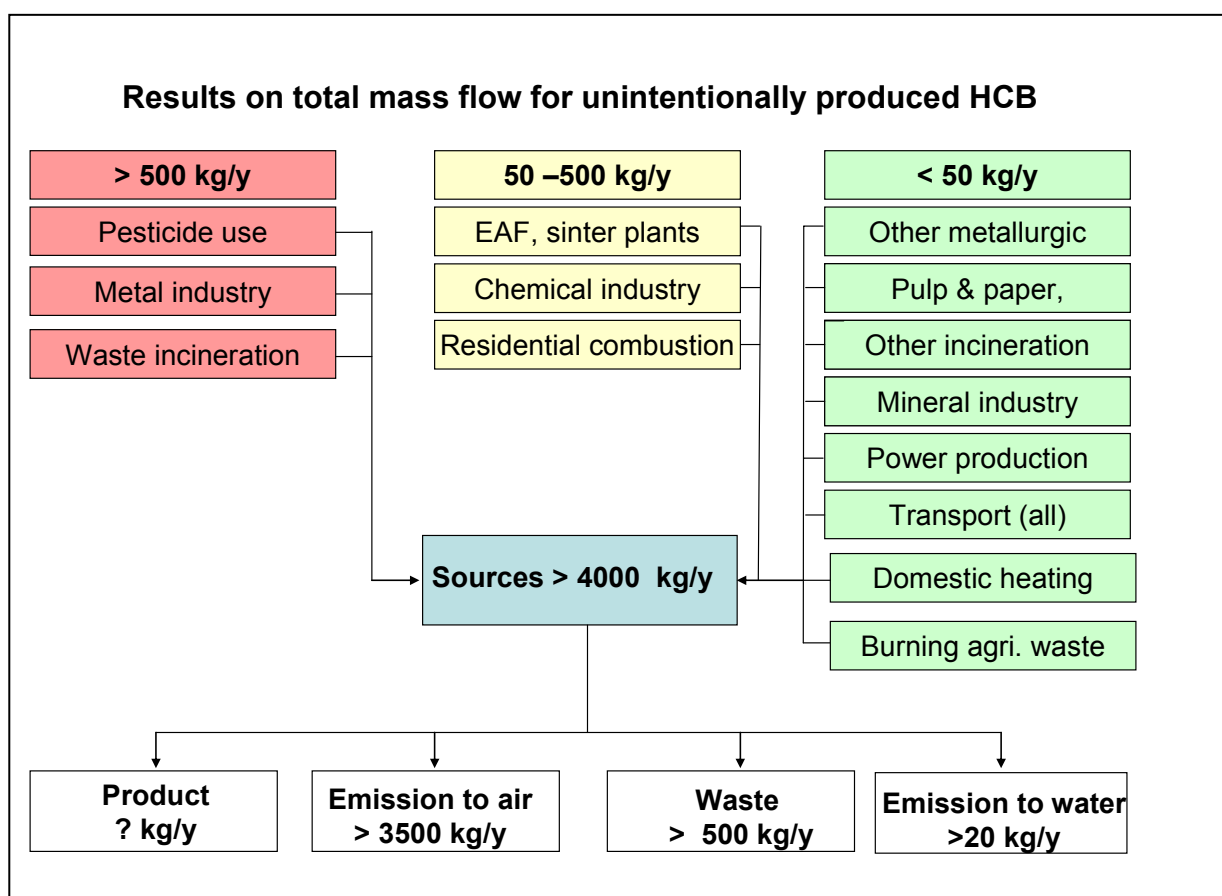 Results on total mass flow for unintentionally produced HCB
> 500 kg/y
Pesticide use
Metal industry
Waste incineration
50 –500 kg/y
EAF, sinter plants
Chemical industry
Residential combustion
< 50 kg/y
Other metallurgic
Pulp & paper,
Other incineration
Mineral industry
Power production
Transport (all)
Domestic heating
Burning agri. waste
Sources > 4000 kg/y
Product
? kg/y
Emission to air
> 3500 kg/y
Waste
> 500 kg/y
Emission to water
>20 kg/y